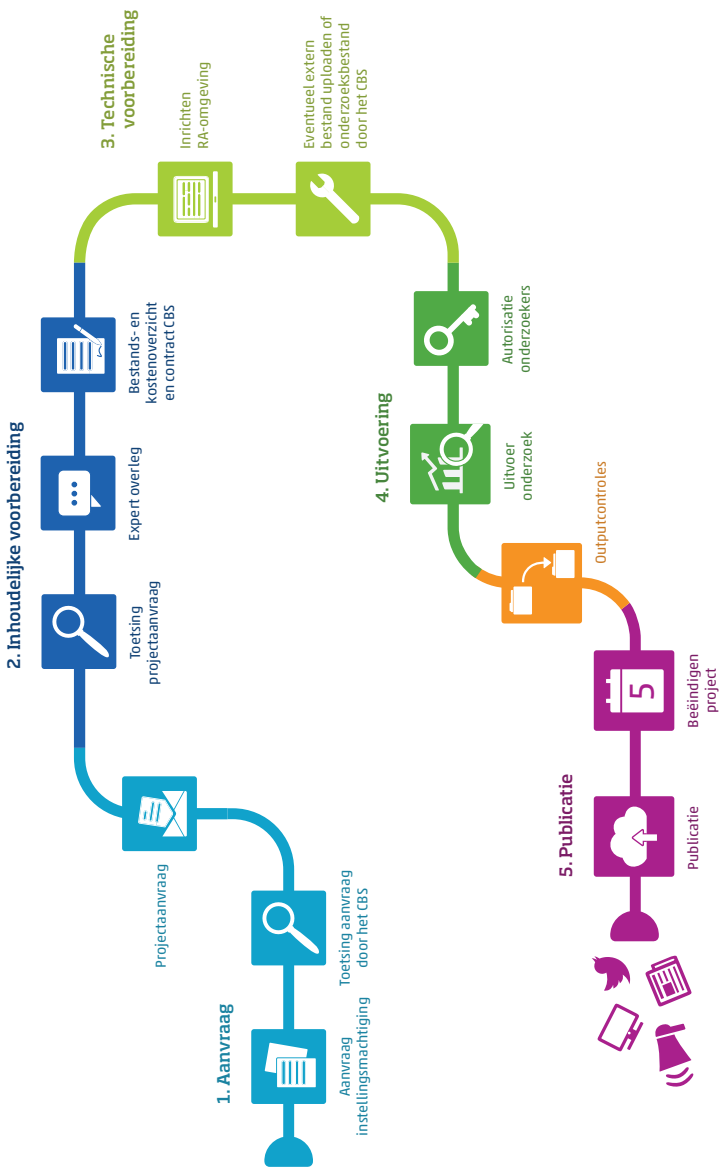 1. Aanvraag
Aanvraag
instellingsmachtiging
Toetsing aanvraag
door het CBS
Projectaanvraag
2. Inhoudelijke voorbereiding
Toetsing
projectaanvraag
Expert overleg
Bestands- en
kostenoverzicht
en contract CBS
3. Technische
voorbereiding
Inrichten
RA-omgeving
Eventueel extern
bestand uploaden of
onderzoeksbestand
door het CBS
4. Uitvoering
Autorisatie
onderzoekers
Uitvoer
onderzoek
Outputcontroles
5. Publicatie
5
Beëindigen
project
Publicatie